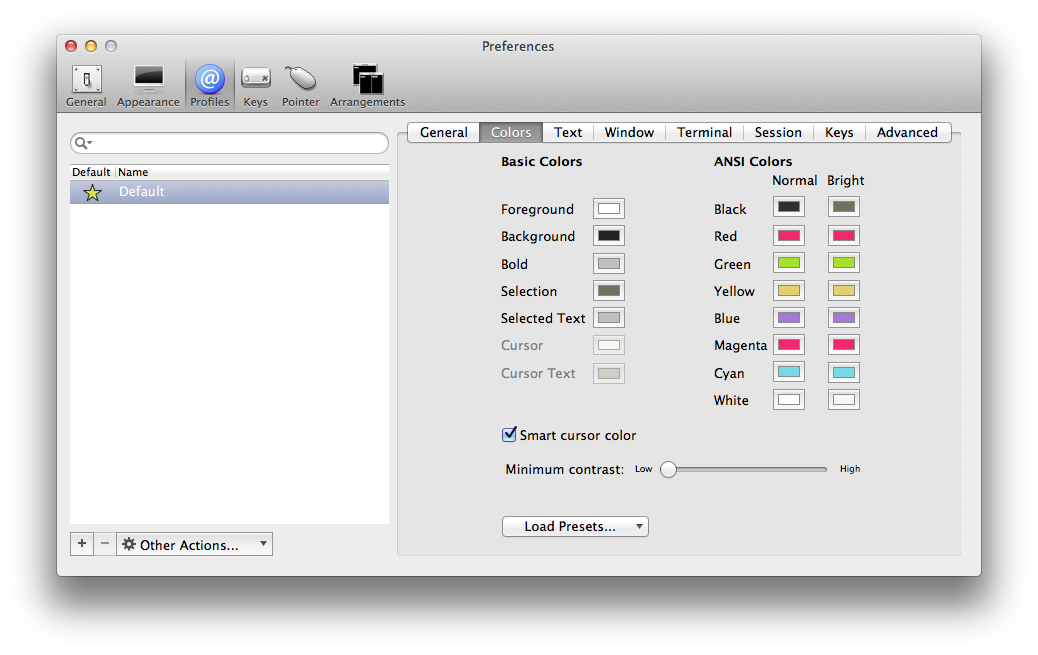 Preferences
General Appearance Profiles Keys Pointer Arrangements
General Colors Text Window Terminal Session Keys Advanced
Default Name
Default
Basic Colors
Foreground
Background
Bold
Selection
Selected Text
Cursor
Cursor Text
ANSI Colors
Normal Bright
Black
Red
Green
Yellow
Blue
Magenta
Cyan
White
Smart cursor color
Minimum contrast: Low High
Load Presets...
+ − Other Actions...